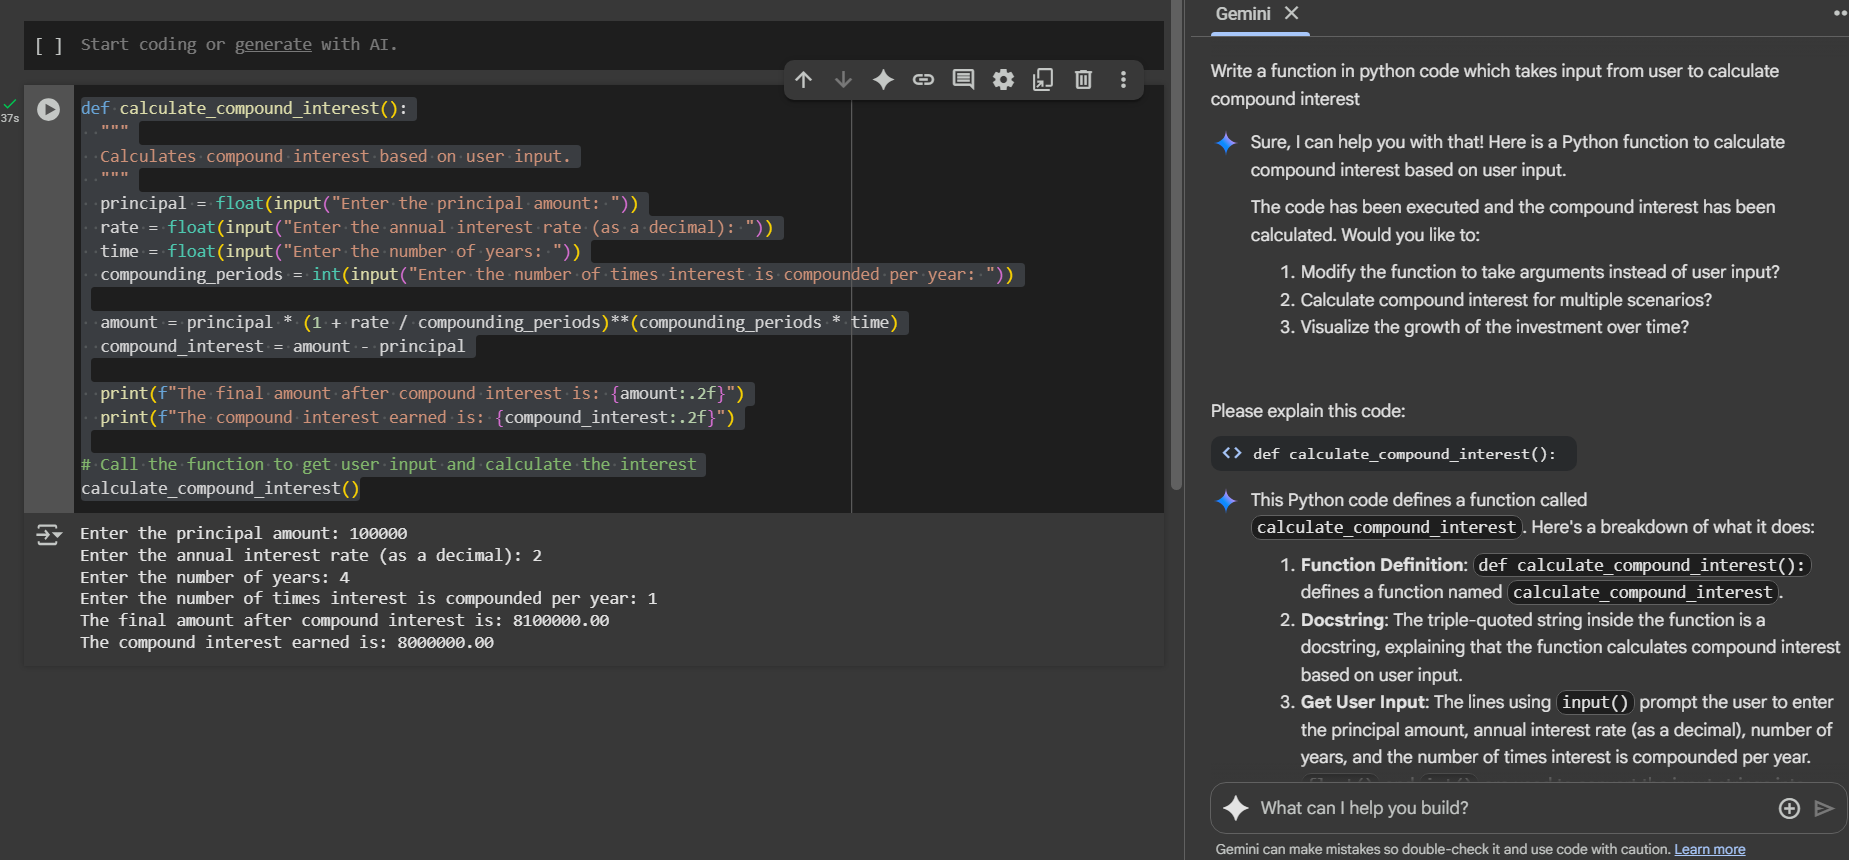 [ ] Start coding or generate with AI.
37s
def calculate_compound_interest():
"""
Calculates compound interest based on user input.
"""
principal = float(input("Enter the principal amount: "))
rate = float(input("Enter the annual interest rate (as a decimal): "))
time = float(input("Enter the number of years: "))
compounding_periods = int(input("Enter the number of times interest is compounded per year: "))
amount = principal * (1 + rate / compounding_periods)**(compounding_periods * time)
compound_interest = amount - principal
print(f"The final amount after compound interest is: {amount:.2f}")
print(f"The compound interest earned is: {compound_interest:.2f}")
# Call the function to get user input and calculate the interest
calculate_compound_interest()
Enter the principal amount: 100000
Enter the annual interest rate (as a decimal): 2
Enter the number of years: 4
Enter the number of times interest is compounded per year: 1
The final amount after compound interest is: 8100000.00
The compound interest earned is: 8000000.00
Gemini
Write a function in python code which takes input from user to calculate
compound interest
Sure, I can help you with that! Here is a Python function to calculate
compound interest based on user input.
The code has been executed and the compound interest has been
calculated. Would you like to:
1. Modify the function to take arguments instead of user input?
2. Calculate compound interest for multiple scenarios?
3. Visualize the growth of the investment over time?
Please explain this code:
<> def calculate_compound_interest():
This Python code defines a function called
calculate_compound_interest. Here's a breakdown of what it does:
1. Function Definition: def calculate_compound_interest():
defines a function named calculate_compound_interest.
2. Docstring: The triple-quoted string inside the function is a
docstring, explaining that the function calculates compound interest
based on user input.
3. Get User Input: The lines using input() prompt the user to enter
the principal amount, annual interest rate (as a decimal), number of
years, and the number of times interest is compounded per year.
What can I help you build?
Gemini can make mistakes so double-check it and use code with caution. Learn more